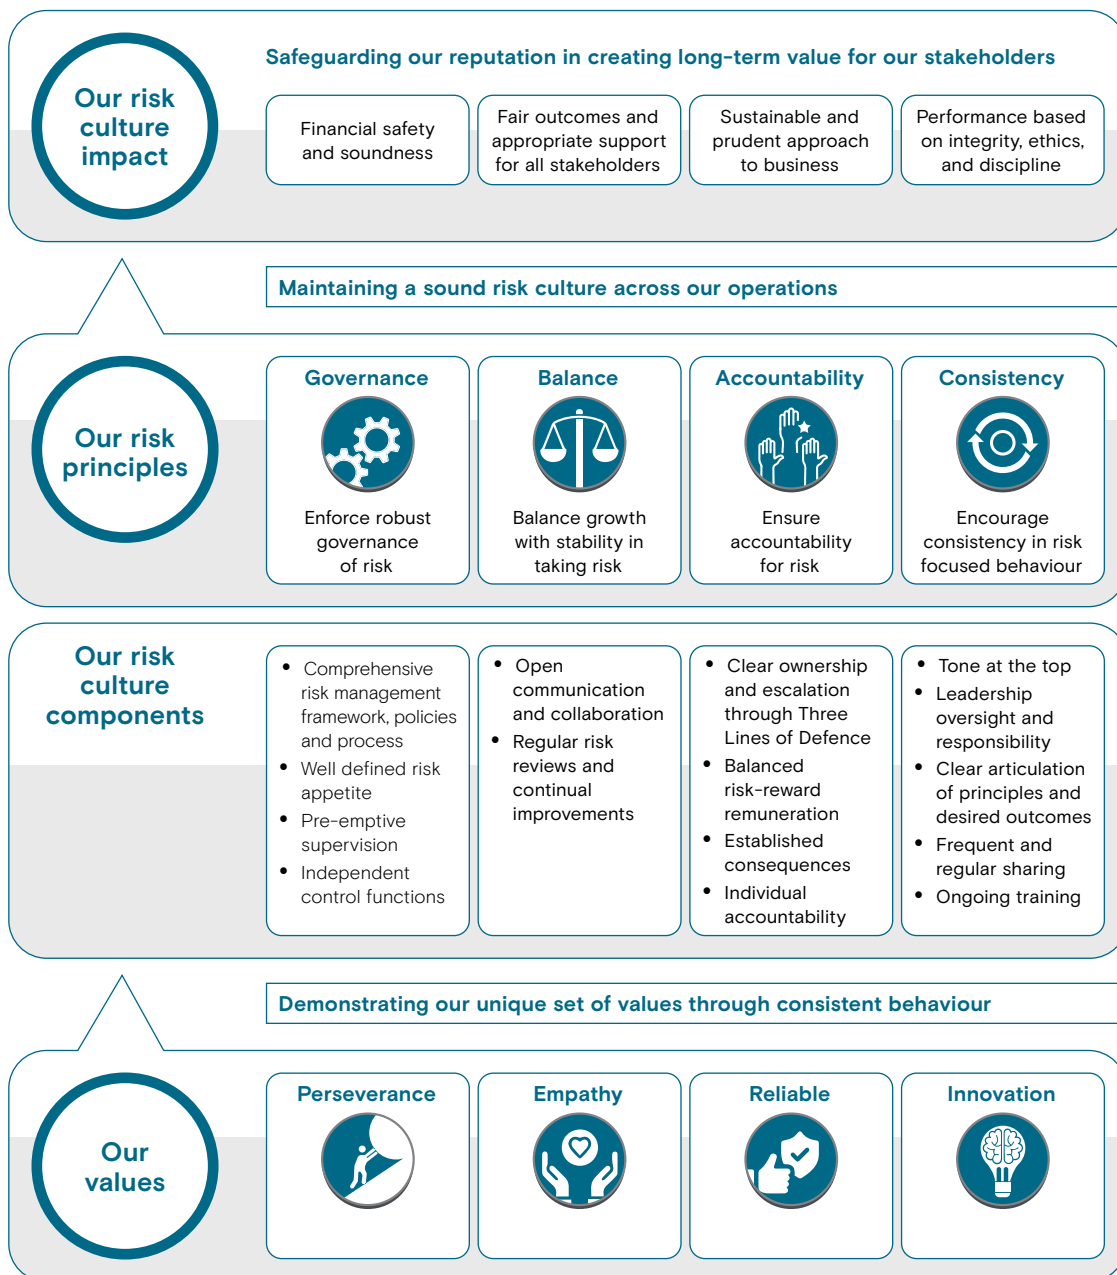 Our risk
culture
impact
Safeguarding our reputation in creating long-term value for our stakeholders
Financial safety
and soundness
Fair outcomes and
appropriate support
for all stakeholders
Sustainable and
prudent approach
to business
Performance based
on integrity, ethics,
and discipline
Maintaining a sound risk culture across our operations
Our risk
principles
Governance
Enforce robust
governance
of risk
Balance
Balance growth
with stability in
taking risk
Accountability
Ensure
accountability
for risk
Consistency
Encourage
consistency in risk
focused behaviour
Our risk
culture
components
• Comprehensive
risk management
framework, policies
and process
• Well defined risk
appetite
• Pre-emptive
supervision
• Independent
control functions
• Open
communication
and collaboration
• Regular risk
reviews and
continual
improvements
• Clear ownership
and escalation
through Three
Lines of Defence
• Balanced
risk-reward
remuneration
• Established
consequences
• Individual
accountability
• Tone at the top
• Leadership
oversight and
responsibility
• Clear articulation
of principles and
desired outcomes
• Frequent and
regular sharing
• Ongoing training
Demonstrating our unique set of values through consistent behaviour
Our
values
Perseverance
Empathy
Reliable
Innovation